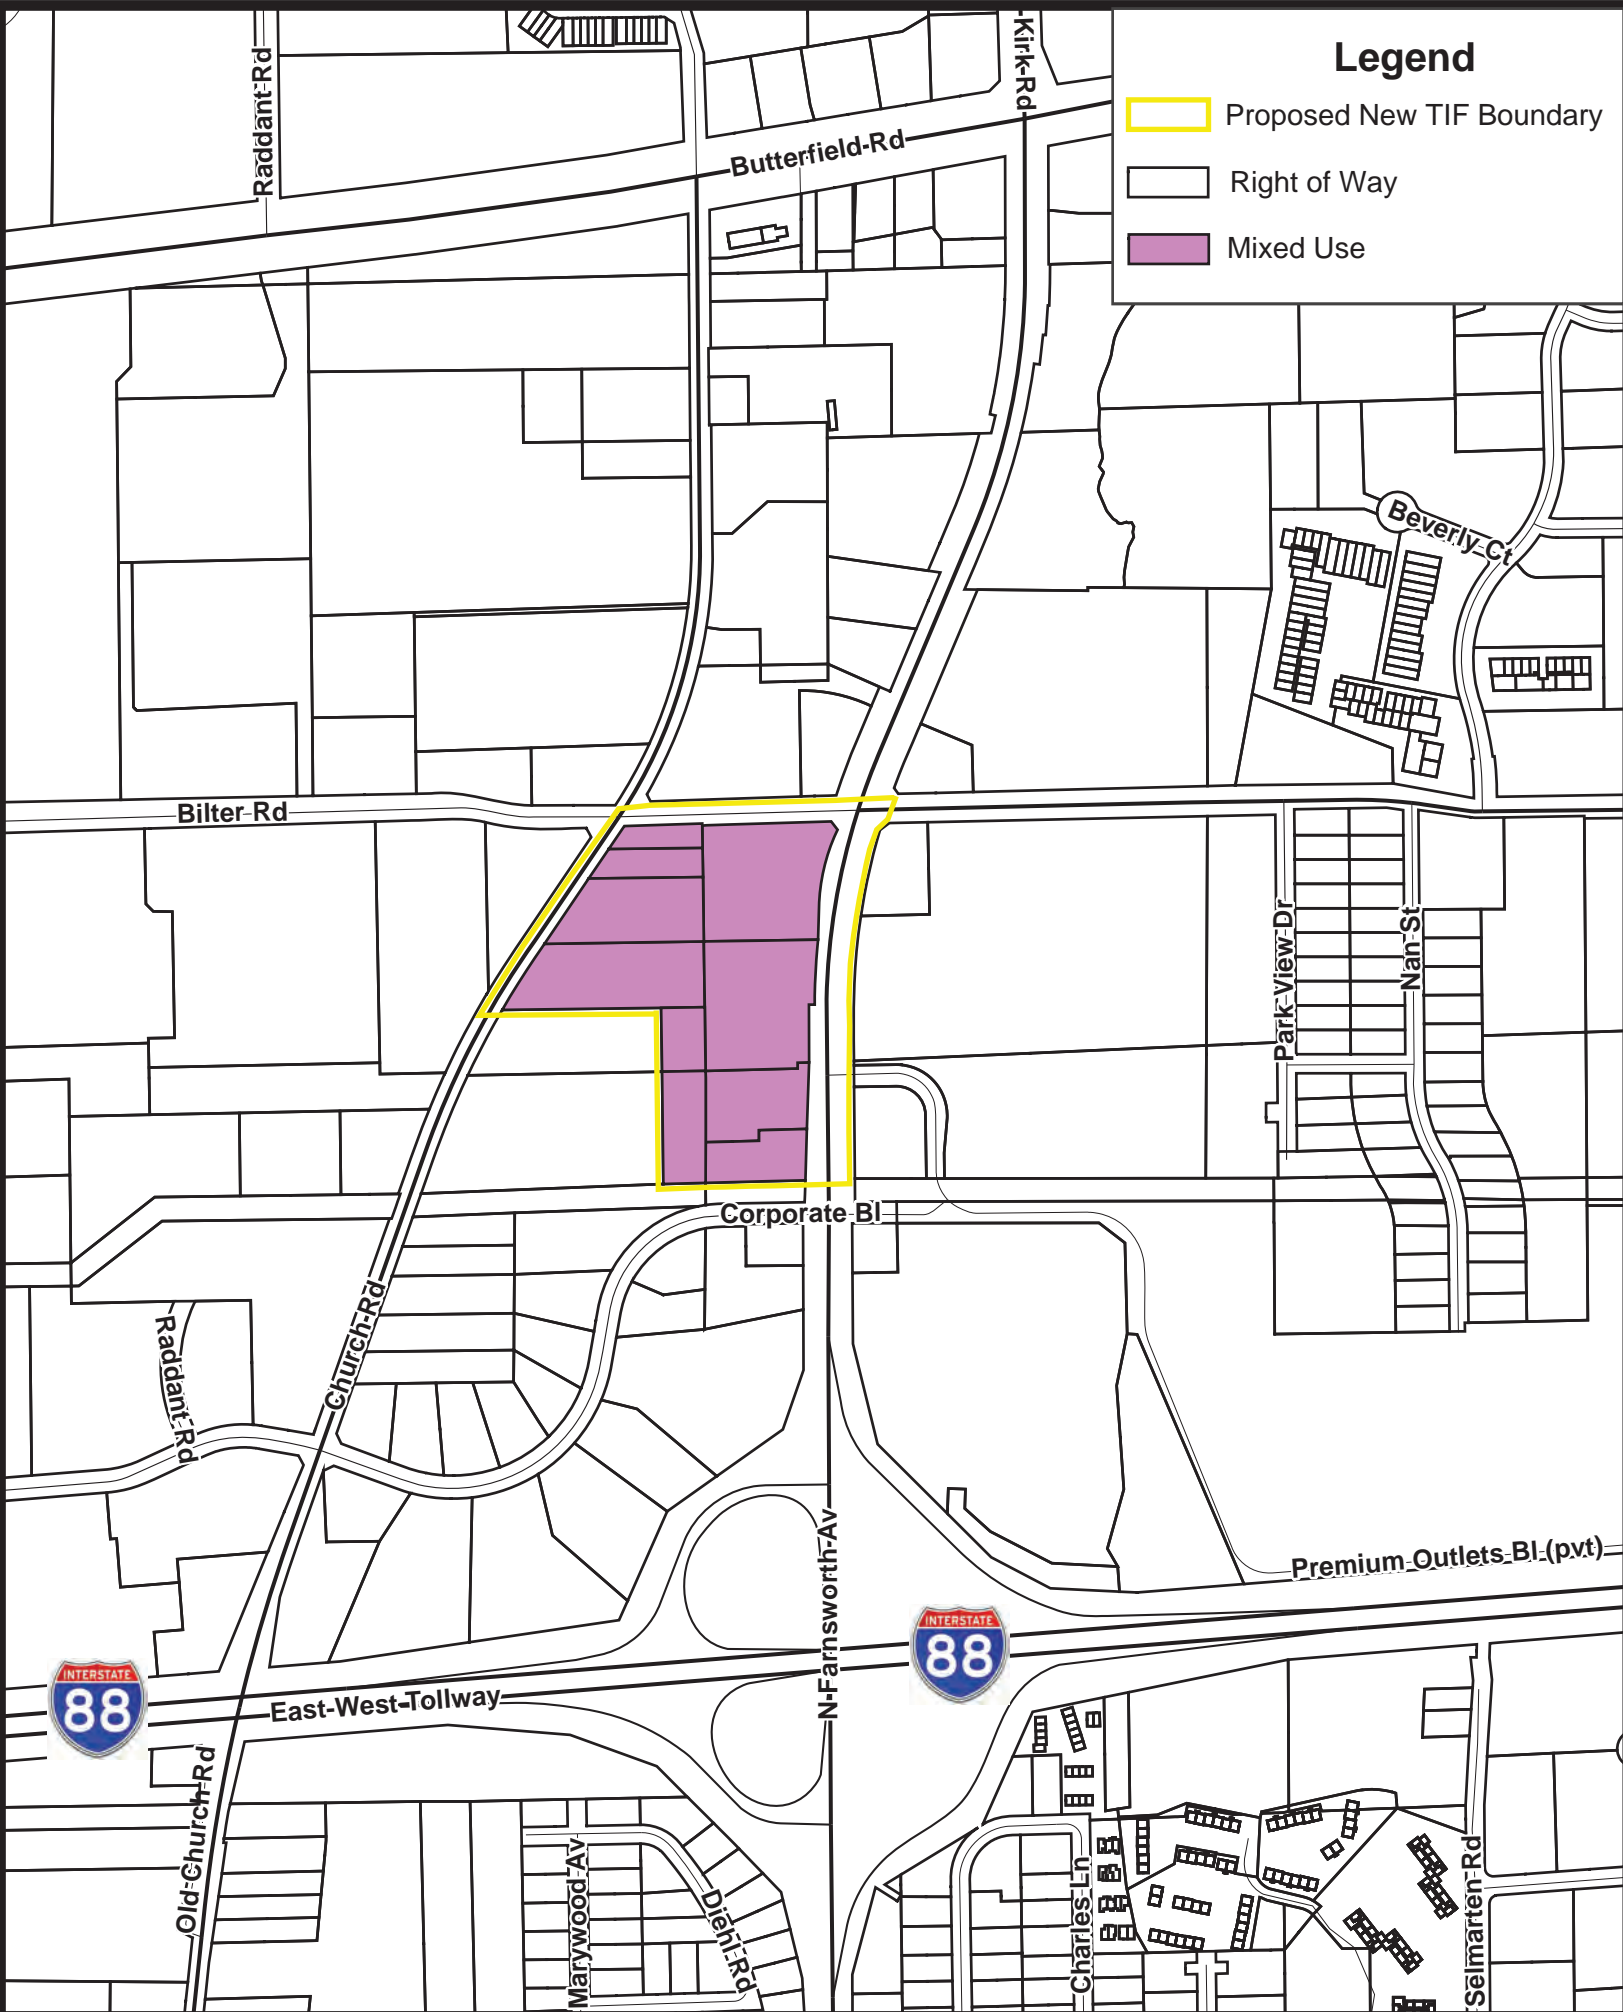 Legend
Proposed New TIF Boundary
Right of Way
Mixed Use
Raddant Rd
Kirk Rd
Butterfield Rd
Beverly Ct
Bilter Rd
Park View Dr
Nan St
Corporate Bl
Church Rd
Raddant Rd
N Farnsworth Av
Premium Outlets Bl (pvt)
INTERSTATE
88
INTERSTATE
88
East-West Tollway
Old Church Rd
Marywood Av
Diehl Rd
Charles Ln
Selmarten Rd